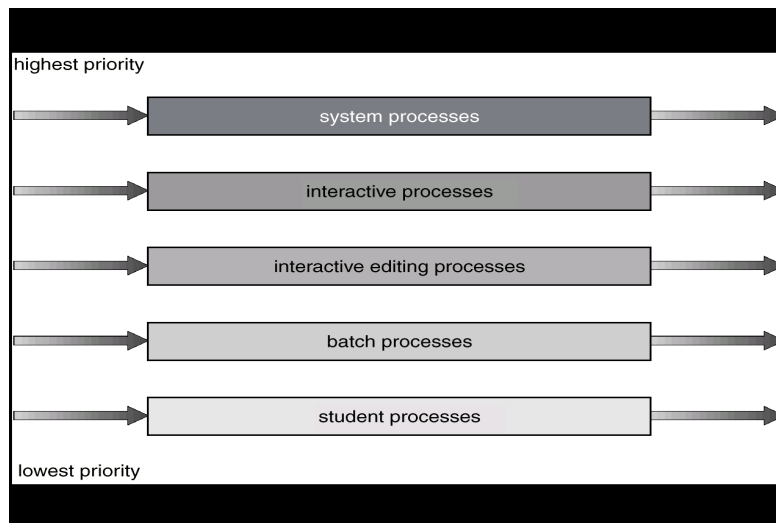 highest priority
system processes
interactive processes
interactive editing processes
batch processes
student processes
lowest priority